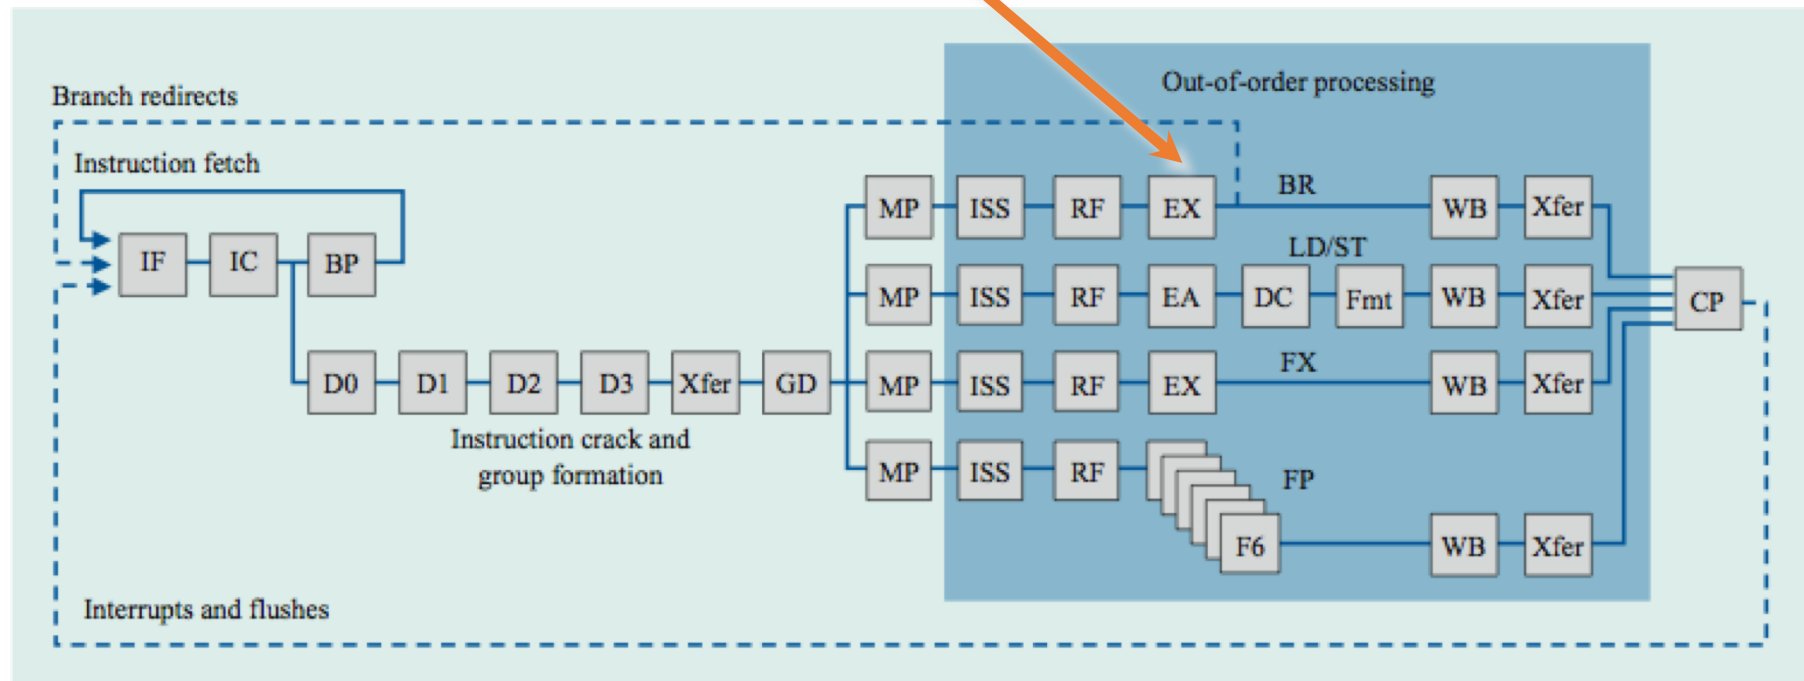 Out-of-order processing
Branch redirects
Instruction fetch
IF IC BP
D0 D1 D2 D3 Xfer GD
Instruction crack and
group formation
MP ISS RF EX BR WB Xfer
LD/ST
MP ISS RF EA DC Fmt WB Xfer
CP
FX
MP ISS RF EX WB Xfer
MP ISS RF FP
F6 WB Xfer
Interrupts and flushes